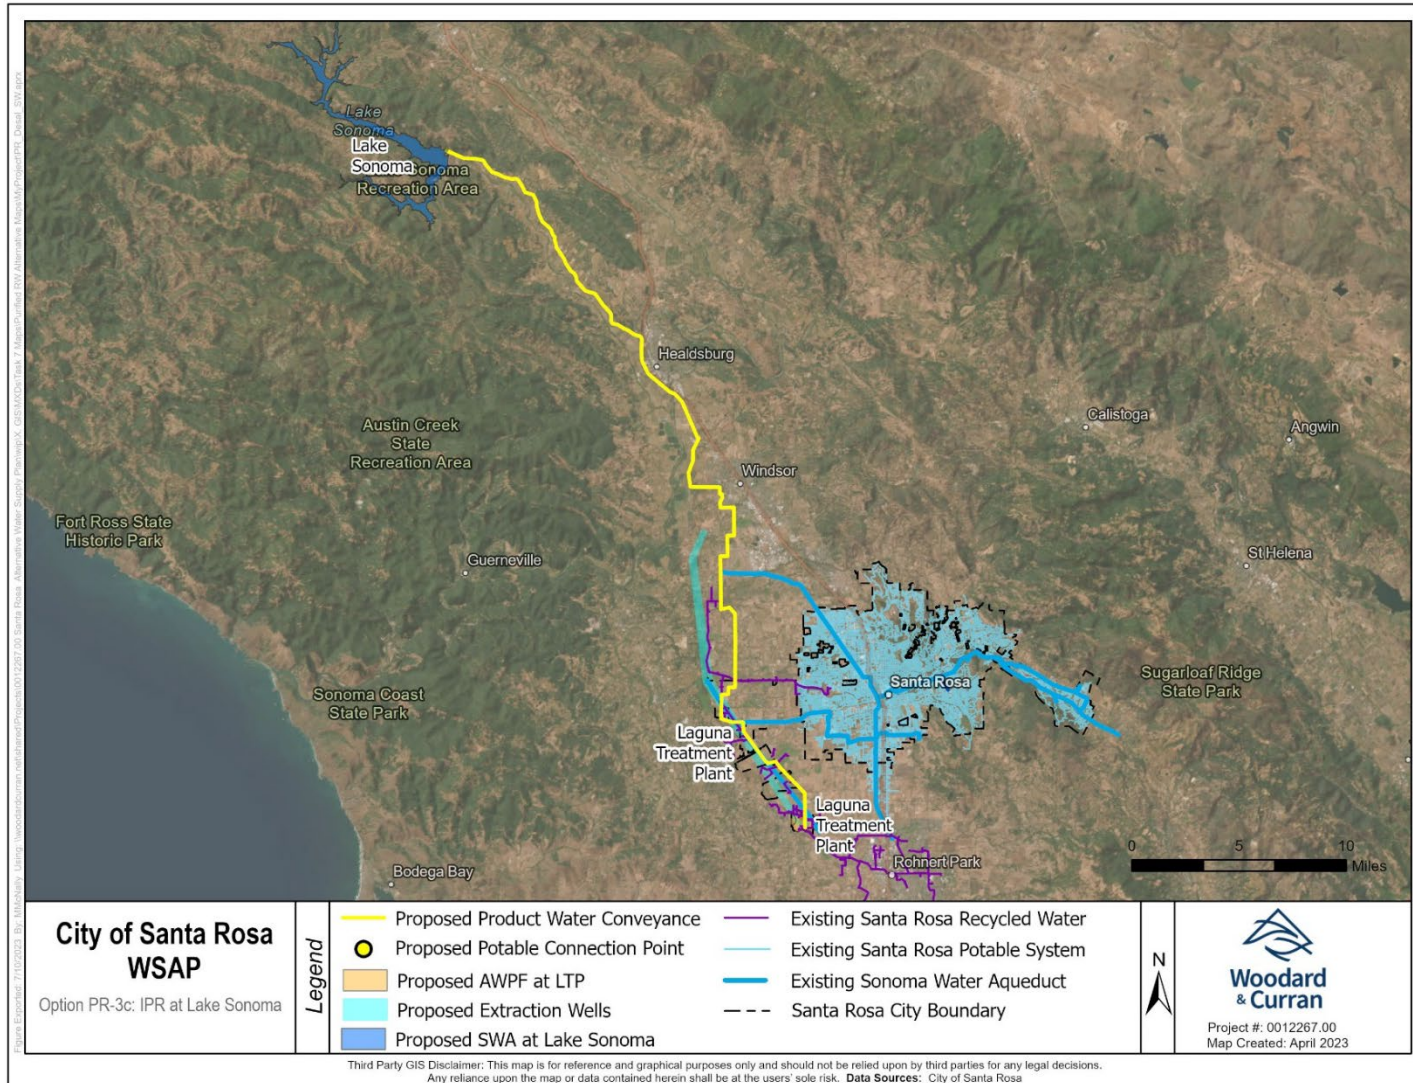 Lake
Sonoma
Lake
Sonoma
Sonoma
Recreation Area
Healdsburg
Calistoga
Angwin
Austin Creek
State
Recreation Area
Windsor
Fort Ross State
Historic Park
Guerneville
St Helena
Sonoma Coast
State Park
Santa Rosa
Sugarloaf Ridge
State Park
Laguna
Treatment
Plant
Laguna
Treatment
Plant
Rohnert Park
Bodega Bay
0 5 10
Miles
City of Santa Rosa
WSAP
Option PR-3c: IPR at Lake Sonoma
Legend
Proposed Product Water Conveyance
Proposed Potable Connection Point
Proposed AWPF at LTP
Proposed Extraction Wells
Proposed SWA at Lake Sonoma
Existing Santa Rosa Recycled Water
Existing Santa Rosa Potable System
Existing Sonoma Water Aqueduct
Santa Rosa City Boundary
N
Woodard
& Curran
Project #: 0012267.00
Map Created: April 2023
Third Party GIS Disclaimer: This map is for reference and graphical purposes only and should not be relied upon by third parties for any legal decisions.
Any reliance upon the map or data contained herein shall be at the users' sole risk. Data Sources: City of Santa Rosa